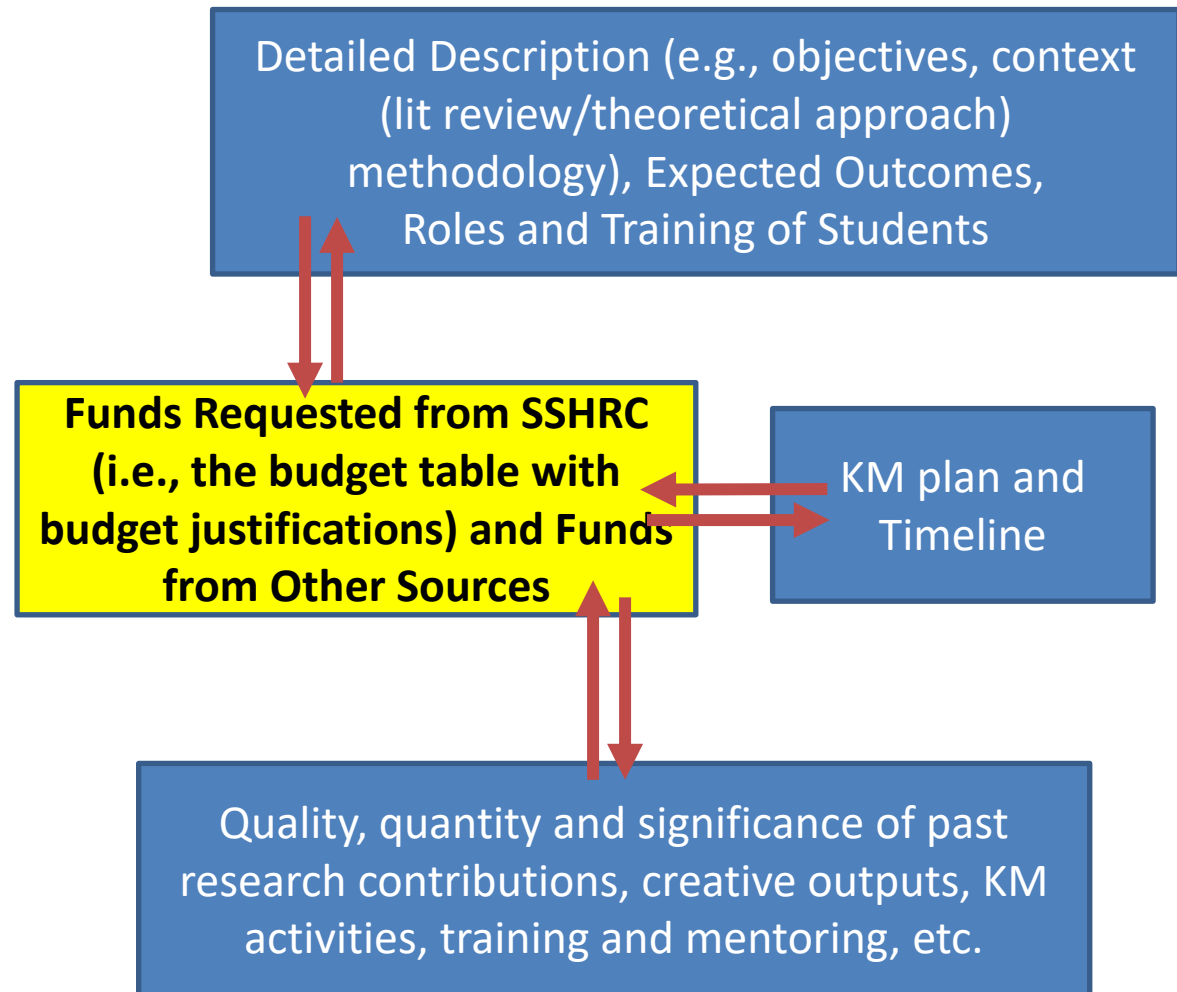 Detailed Description (e.g., objectives, context
(lit review/theoretical approach)
methodology), Expected Outcomes,
Roles and Training of Students
Funds Requested from SSHRC
(i.e., the budget table with
budget justifications) and Funds
from Other Sources
KM plan and
Timeline
Quality, quantity and significance of past
research contributions, creative outputs, KM
activities, training and mentoring, etc.